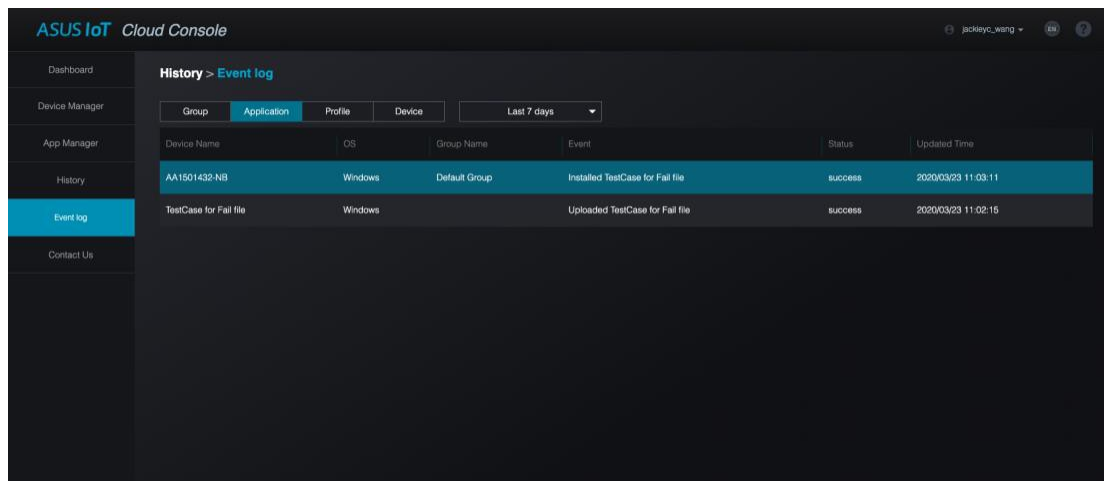 ASUS IoT Cloud Console
jackieyc_wang
EN
?
Dashboard
Device Manager
App Manager
History
Event log
Contact Us
History > Event log
Group Application Profile Device Last 7 days
Device Name OS Group Name Event Status Updated Time
AA1501432-NB Windows Default Group Installed TestCase for Fail file success 2020/03/23 11:03:11
TestCase for Fail file Windows Uploaded TestCase for Fail file success 2020/03/23 11:02:15